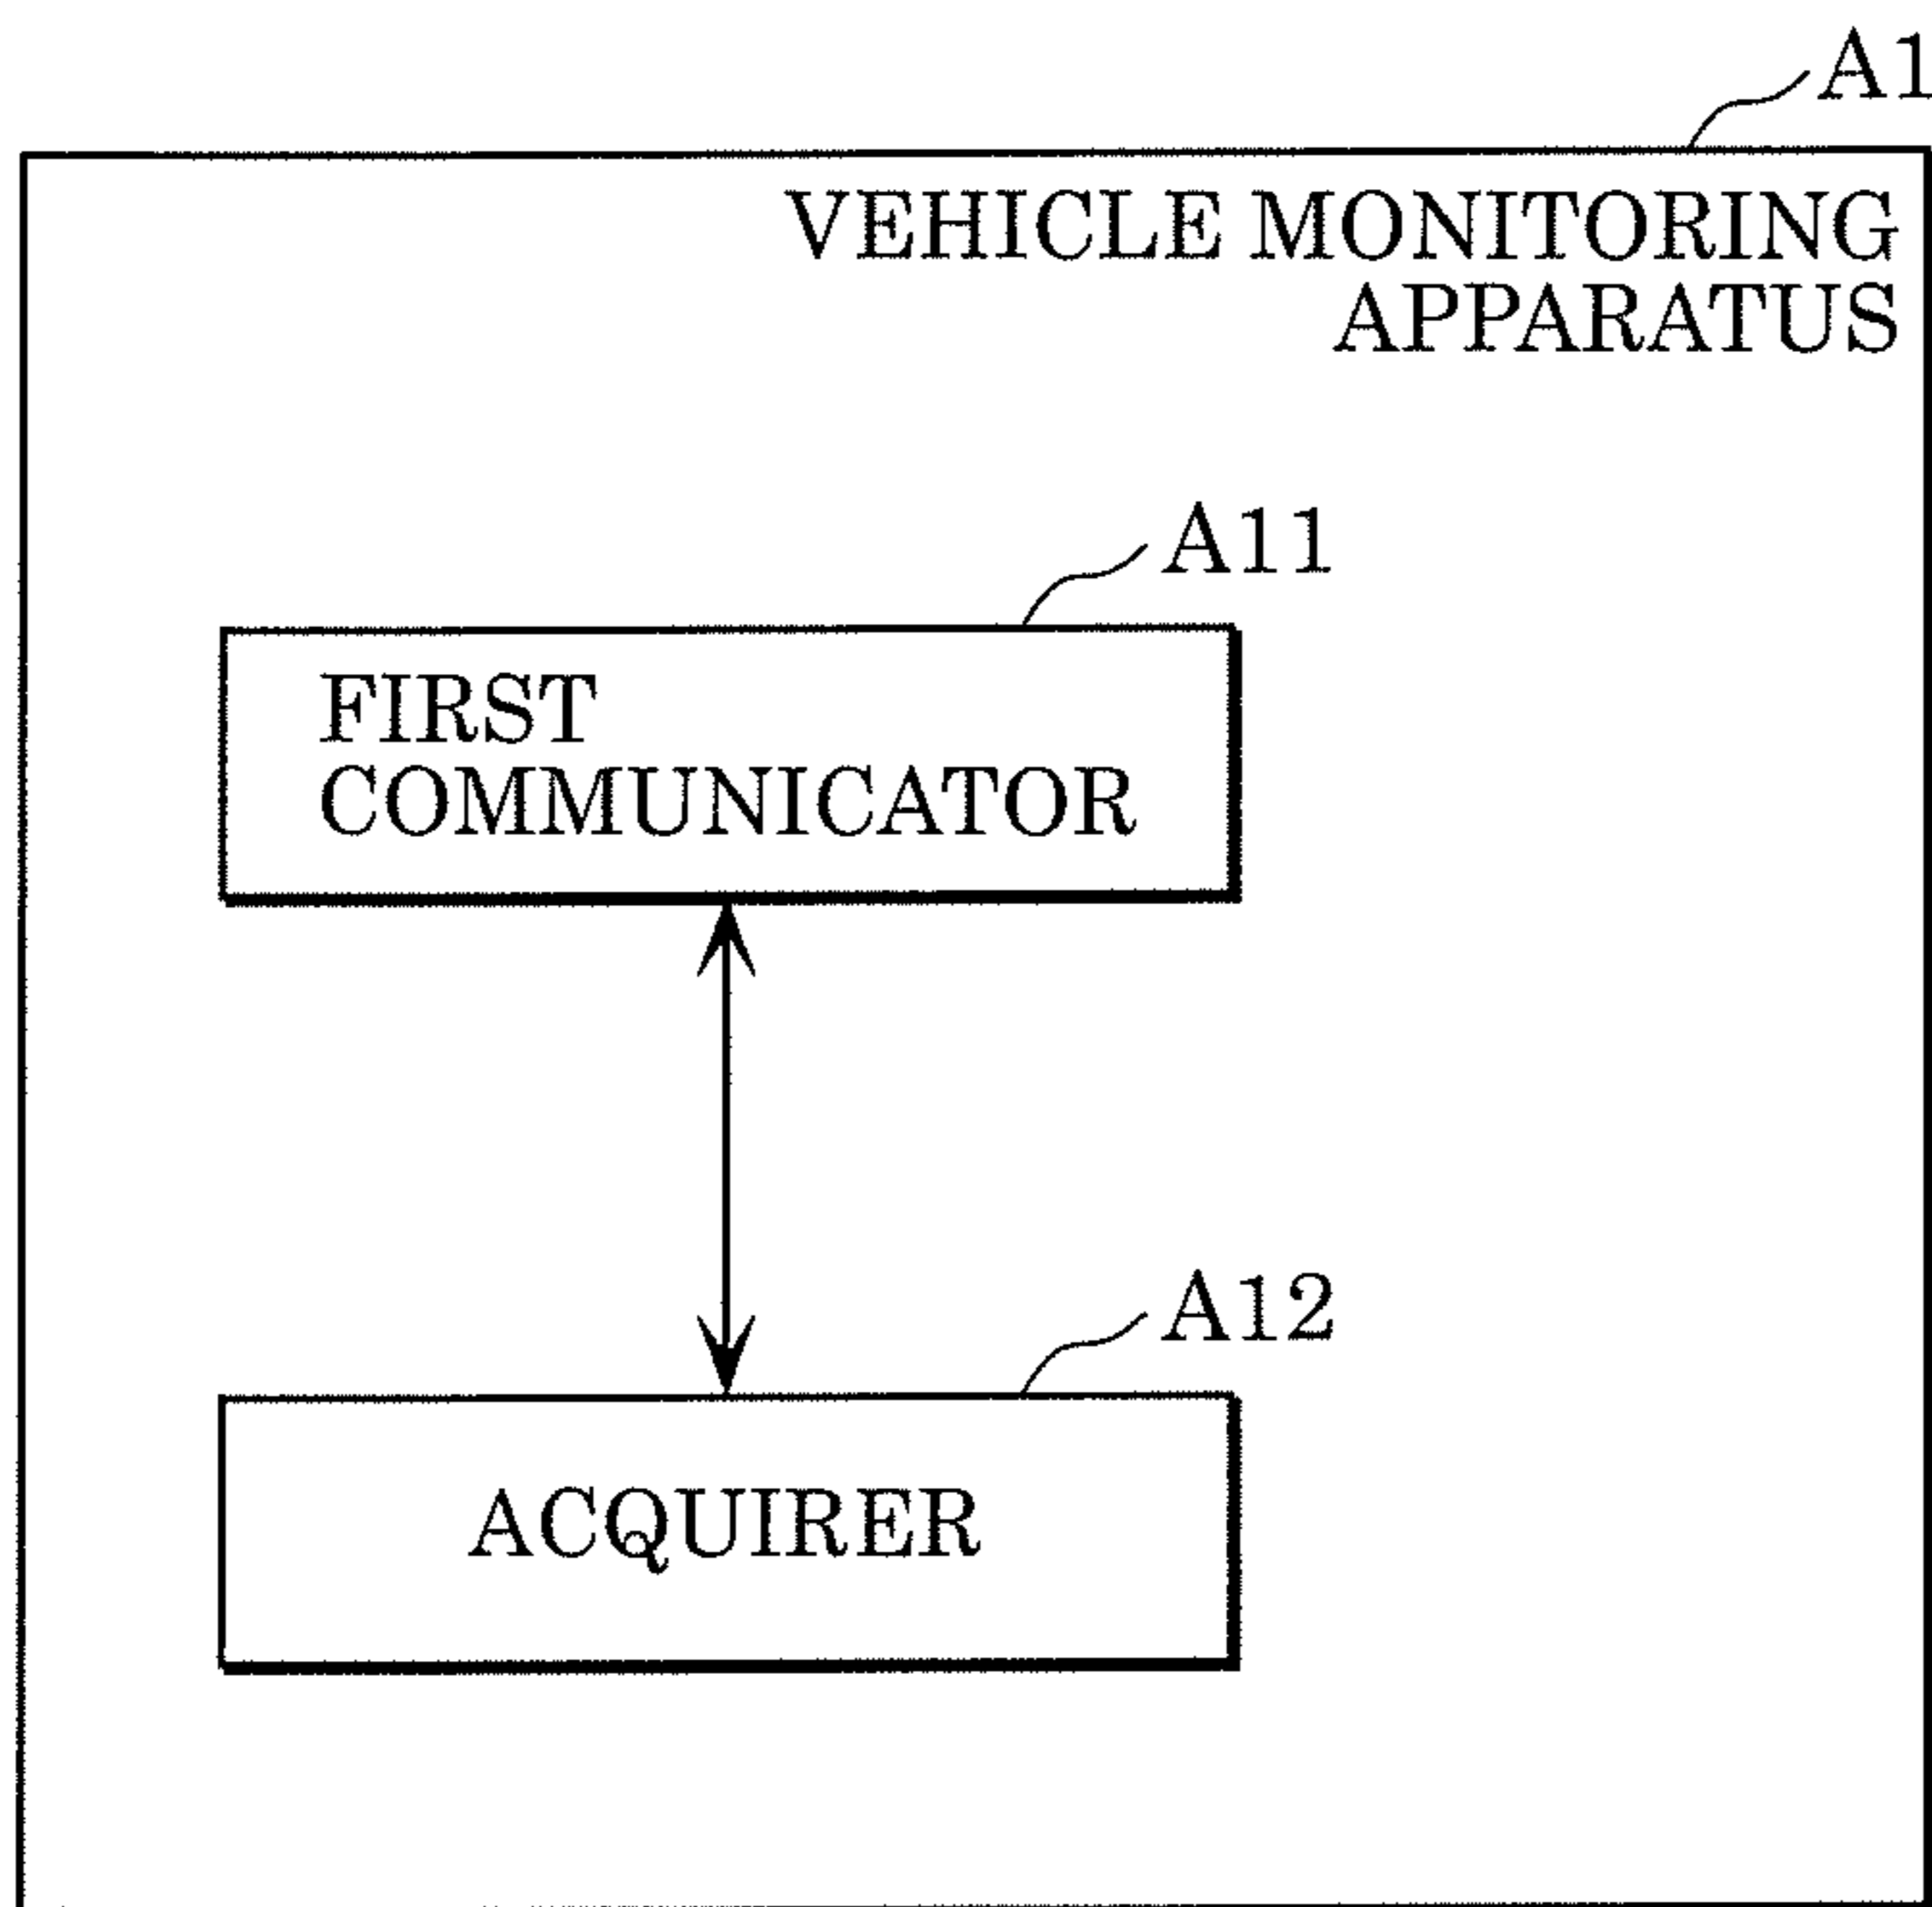 A1
VEHICLE MONITORING
APPARATUS
A11
FIRST
COMMUNICATOR
A12
ACQUIRER